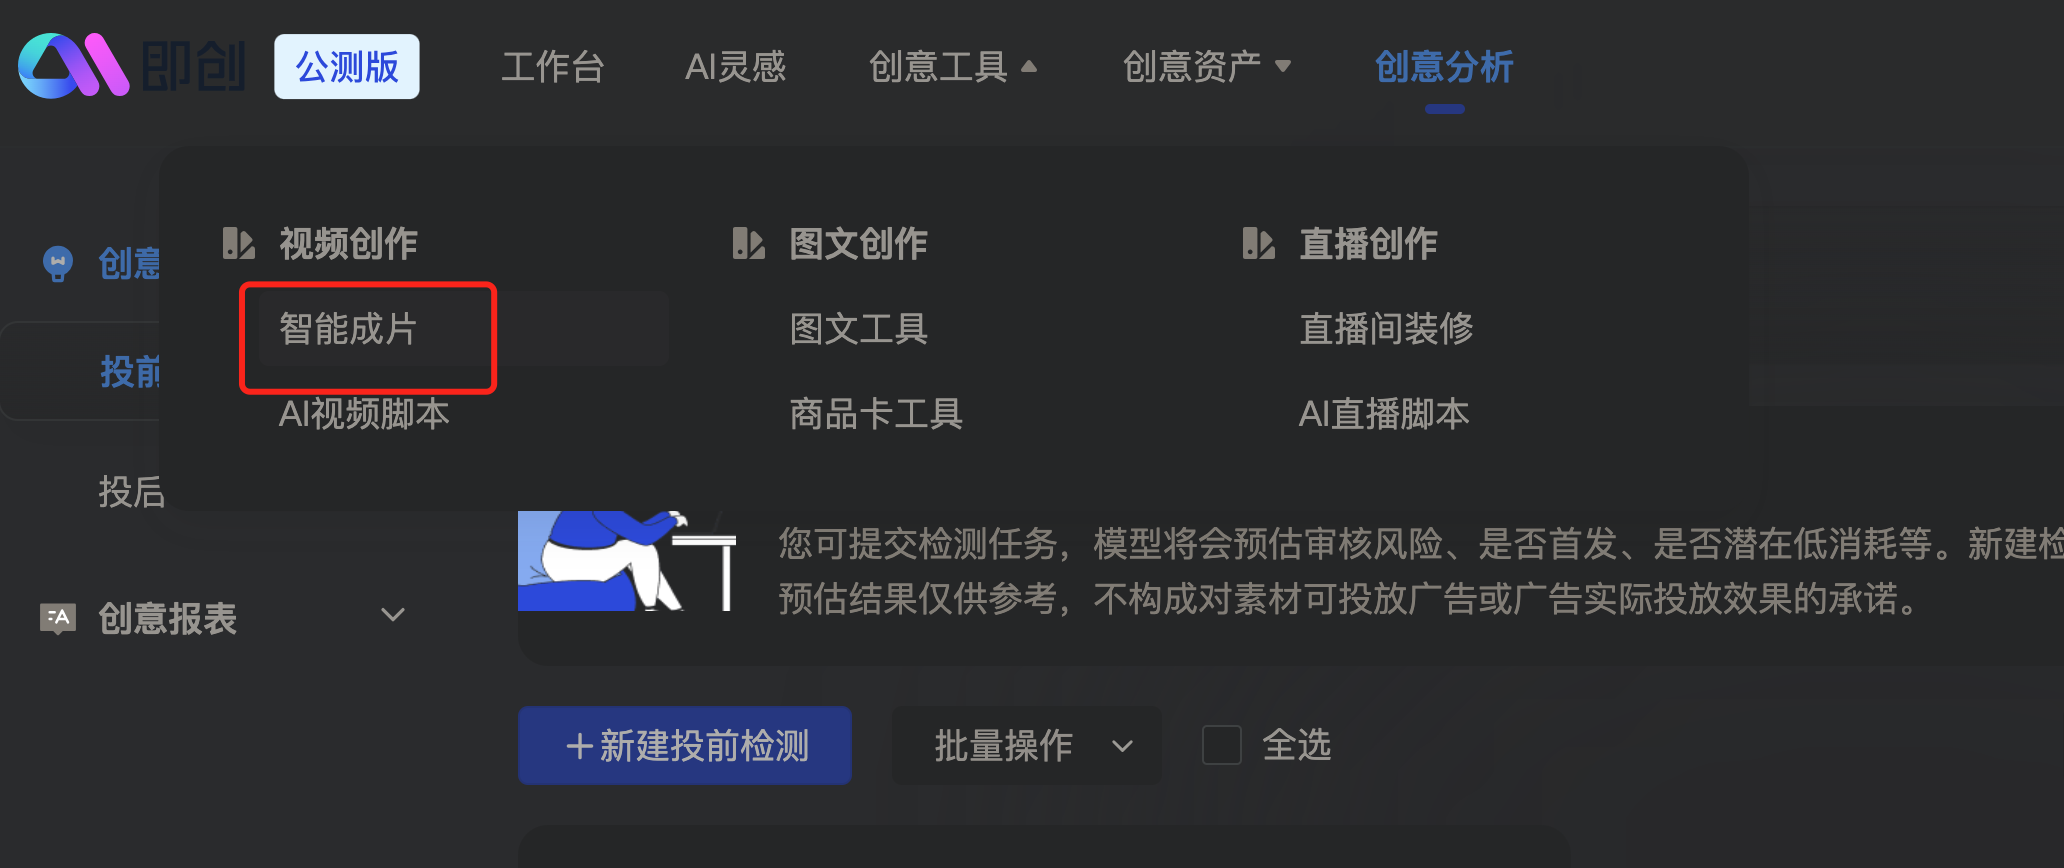 即创 公测版 工作台 AI灵感 创意工具 创意资产 创意分析
视频创作 图文创作 直播创作
智能成片 图文工具 直播间装修
AI视频脚本 商品卡工具 AI直播脚本
创意
投前
投后
创意报表
您可提交检测任务，模型将会预估审核风险、是否首发、是否潜在低消耗等。新建检
预估结果仅供参考，不构成对素材可投放广告或广告实际投放效果的承诺。
+新建投前检测 批量操作 全选